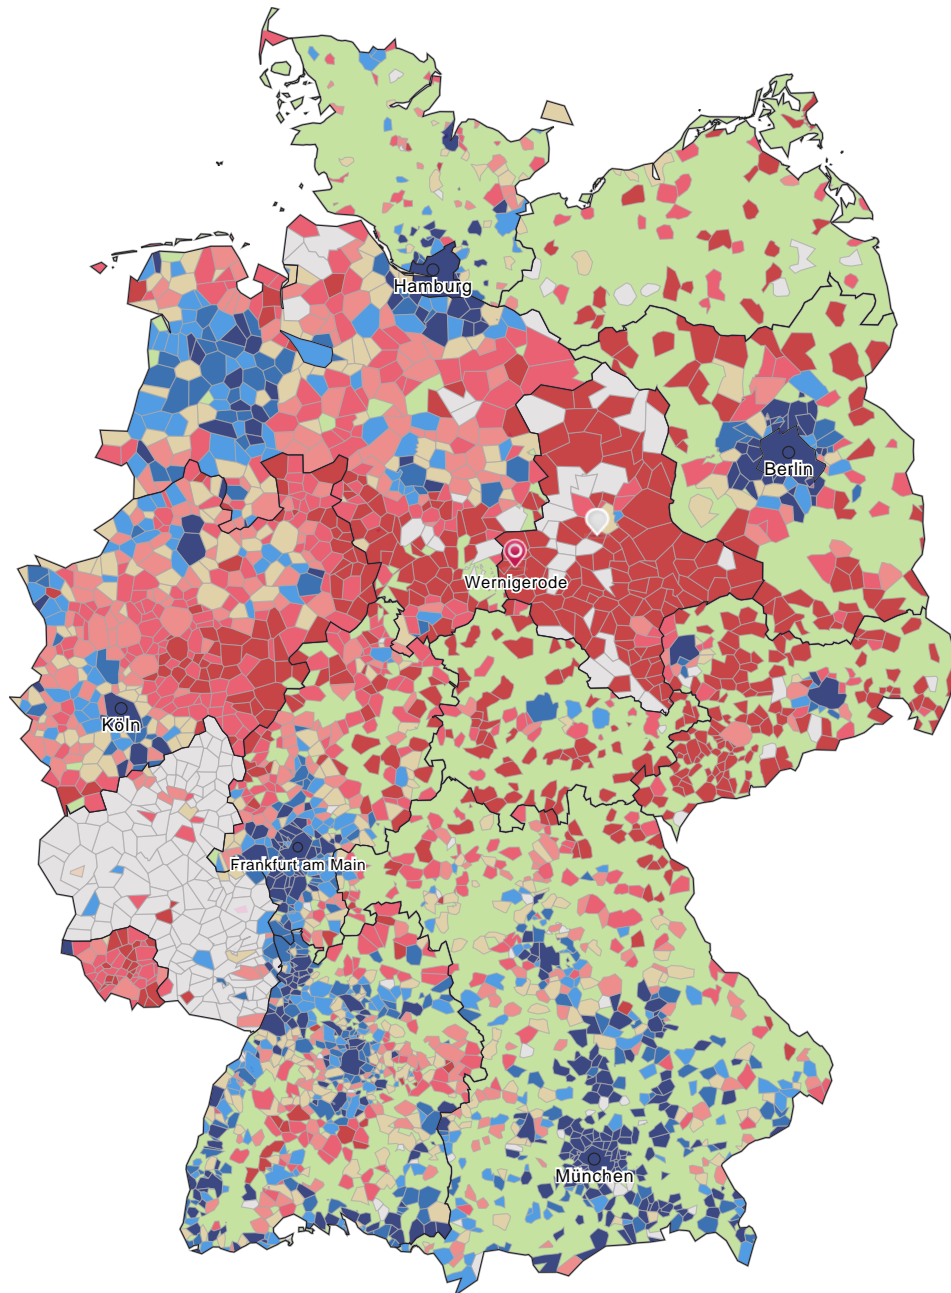 Hamburg
Berlin
Wernigerode
Köln
Frankfurt am Main
München